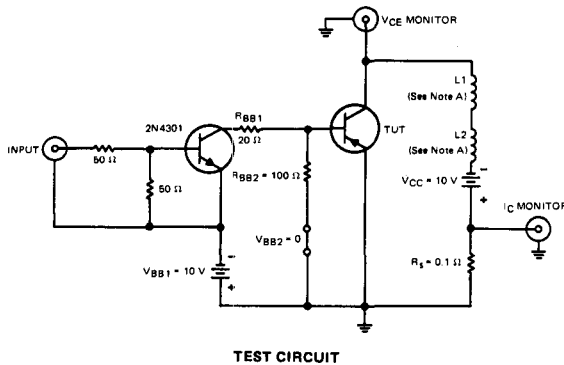 VCE MONITOR
L1
(See Note A)
2N4301
RBB1
20 Ω
TUT
INPUT
50 Ω
L2
(See Note A)
RBB2 = 100 Ω
VCC = 10 V
-
+
50 Ω
IC MONITOR
VBB2 = 0
VBB1 = 10 V
-
+
Rs = 0.1 Ω
TEST CIRCUIT